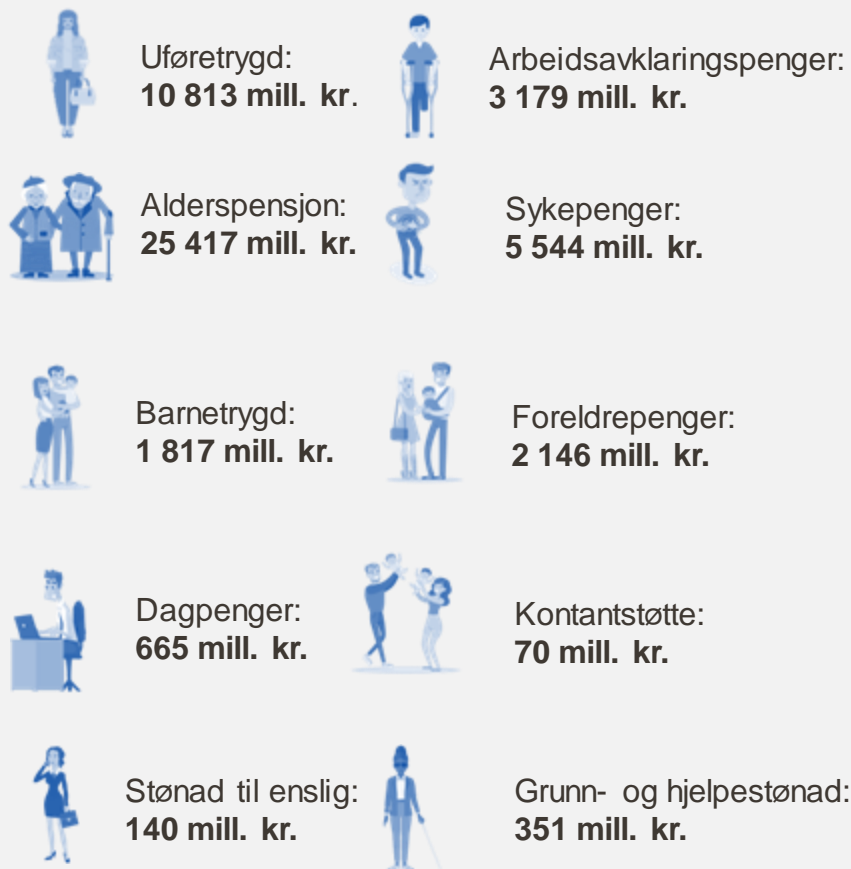 Uføretrygd:
10 813 mill. kr.
Arbeidsavklaringspenger:
3 179 mill. kr.
Alderspensjon:
25 417 mill. kr.
Sykepenger:
5 544 mill. kr.
Barnetrygd:
1 817 mill. kr.
Foreldrepenger:
2 146 mill. kr.
Dagpenger:
665 mill. kr.
Kontantstøtte:
70 mill. kr.
Stønad til enslig:
140 mill. kr.
Grunn- og hjelpestønad:
351 mill. kr.